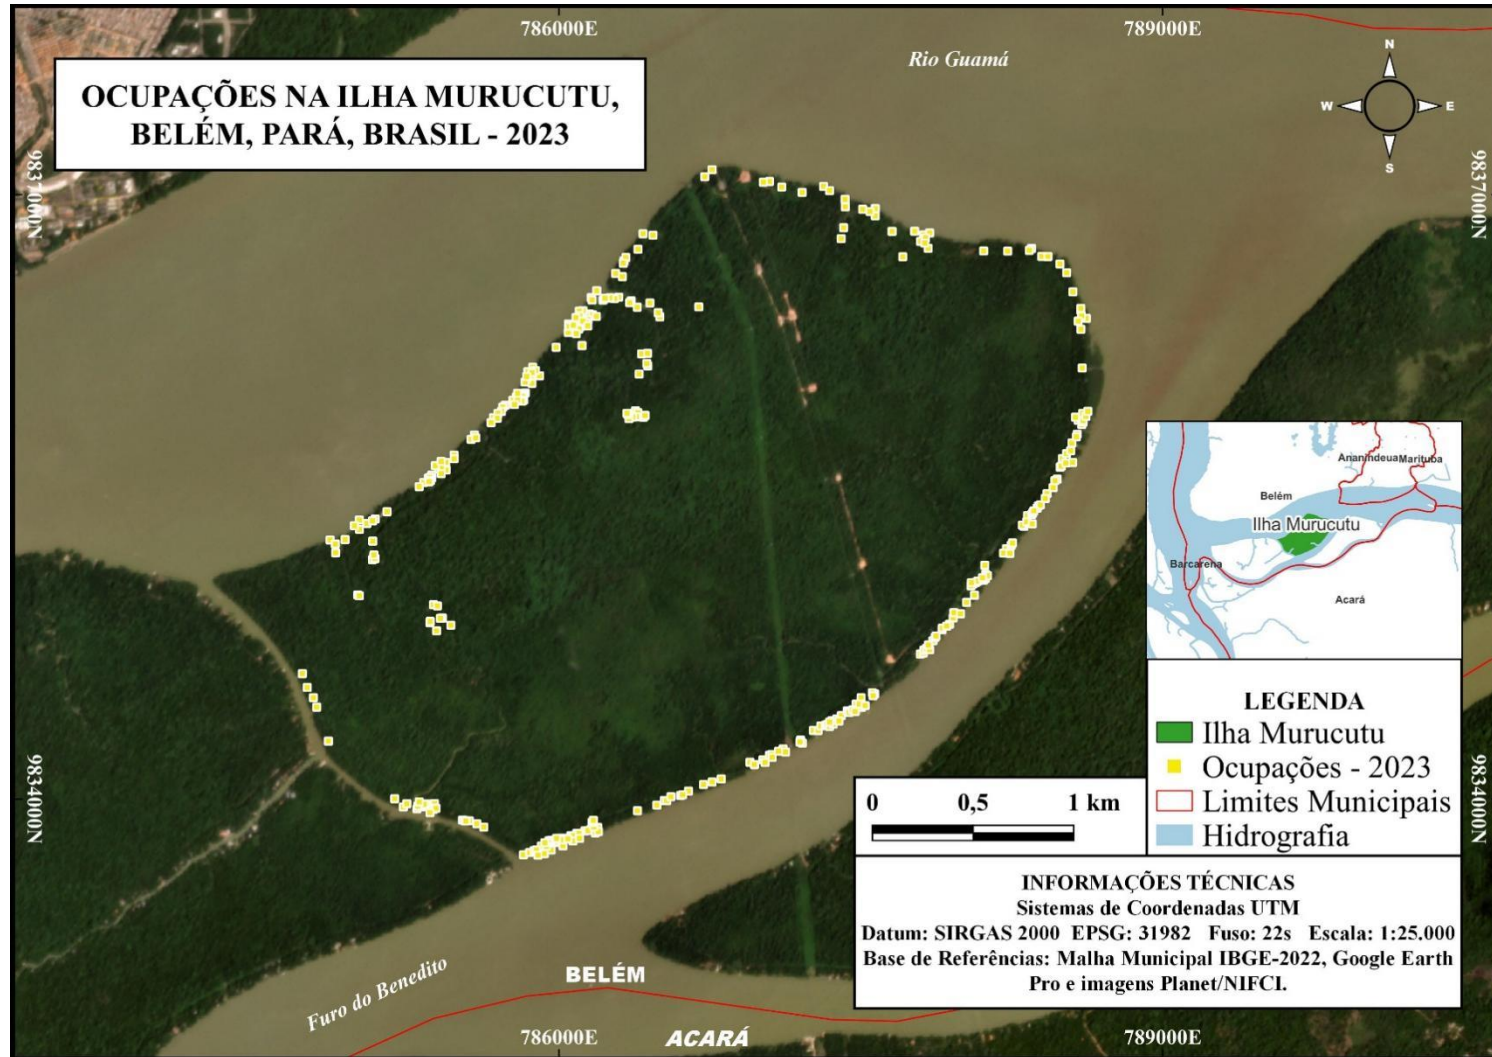 786000E
789000E
Rio Guamá
OCUPAÇÕES NA ILHA MURUCUTU,
BELÉM, PARÁ, BRASIL - 2023
N
W
E
S
9837000N
9837000N
Ananindeua
Marituba
Belém
Ilha Murucutu
Barcarena
Acará
LEGENDA
Ilha Murucutu
Ocupações - 2023
Limites Municipais
Hidrografia
9834000N
9834000N
0 0,5 1 km
INFORMAÇÕES TÉCNICAS
Sistemas de Coordenadas UTM
Datum: SIRGAS 2000 EPSG: 31982 Fuso: 22s Escala: 1:25.000
Base de Referências: Malha Municipal IBGE-2022, Google Earth
Pro e imagens Planet/NIFCI.
Furo do Benedito
BELÉM
ACARÁ
786000E
789000E